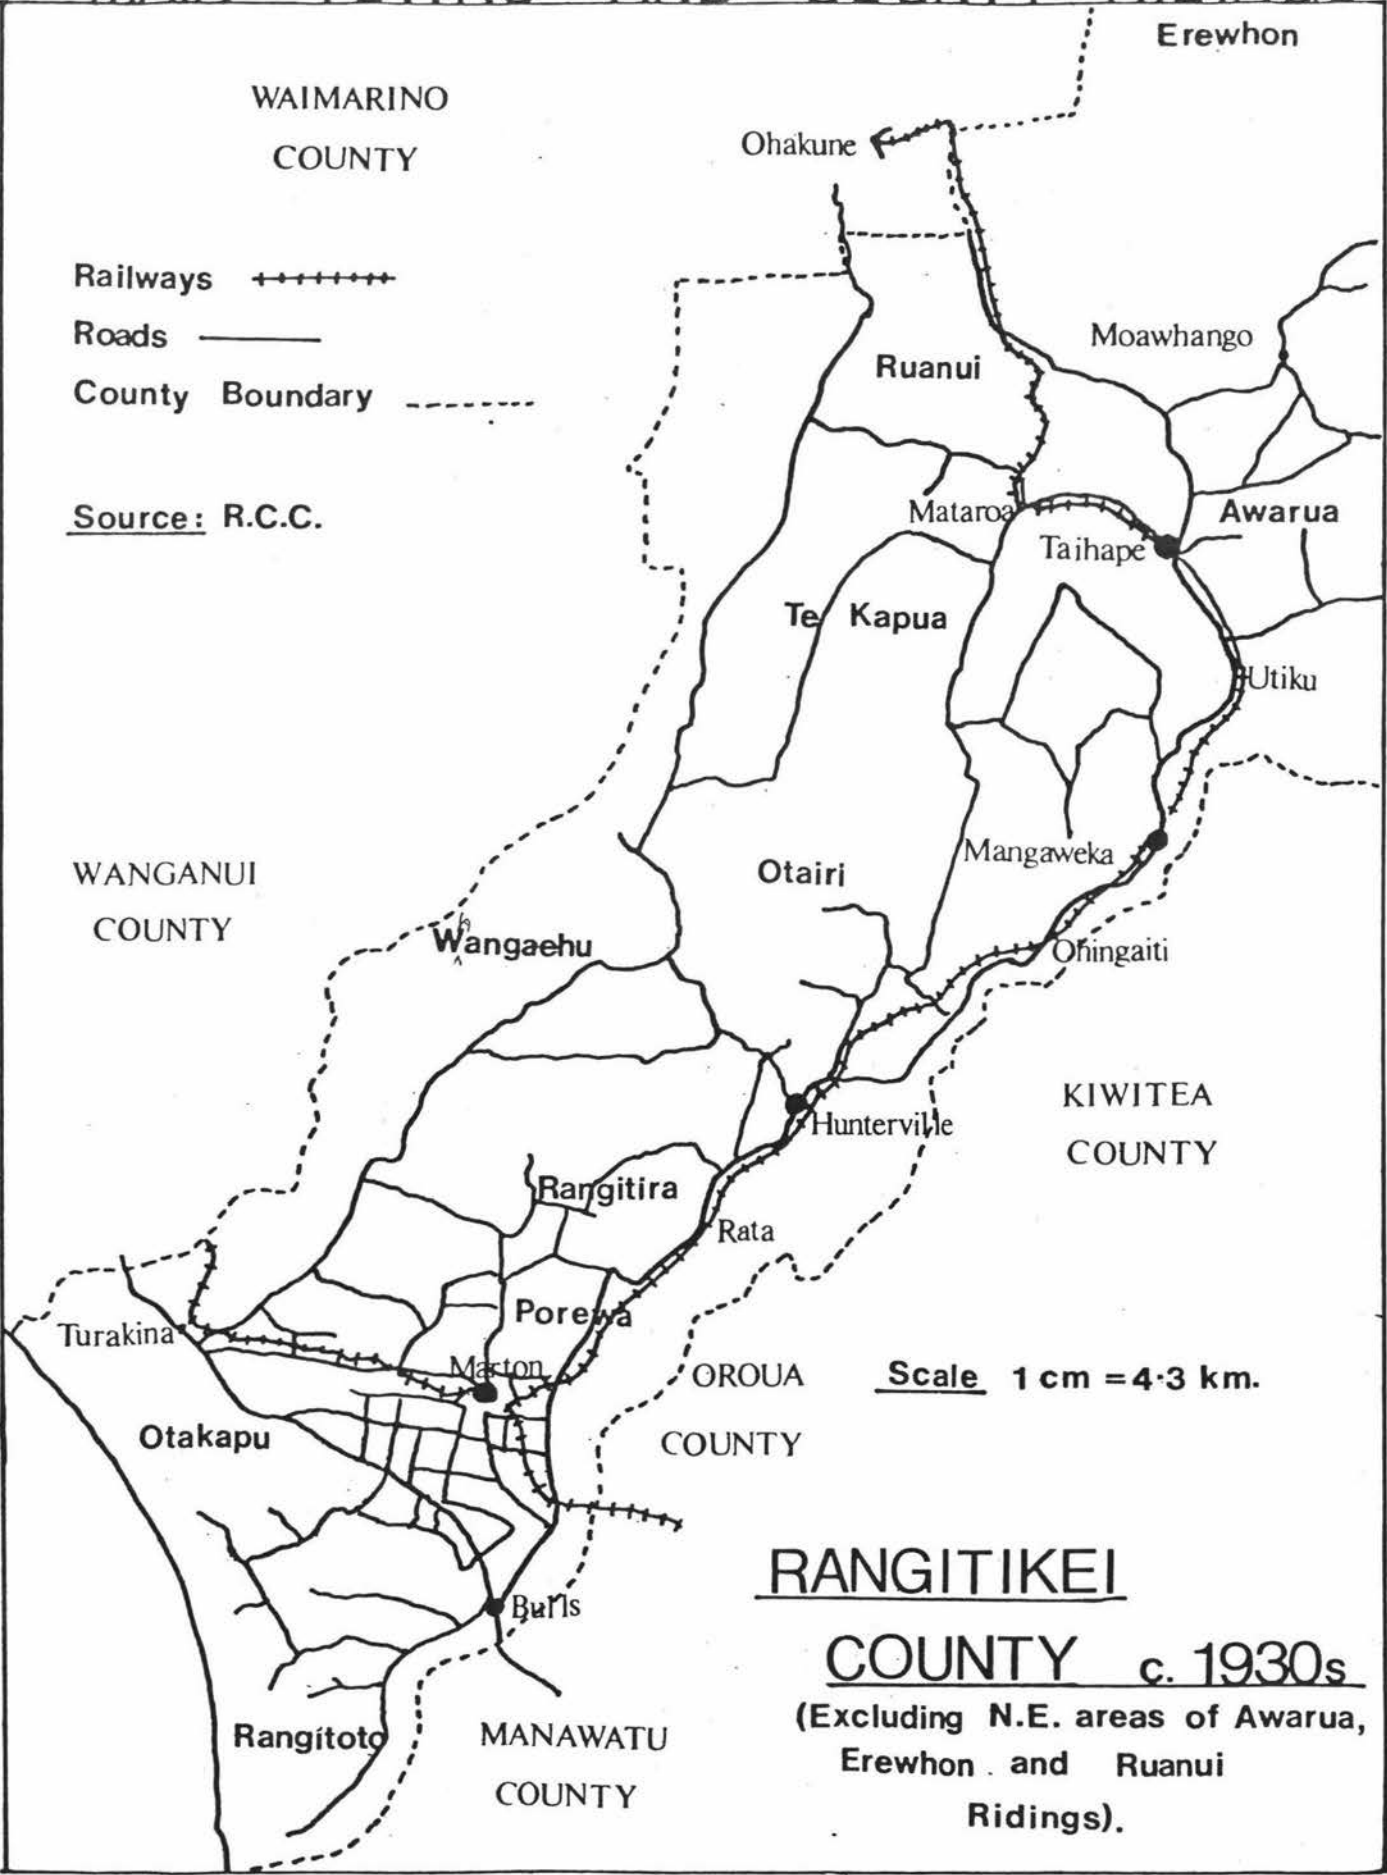 Erewhon
WAIMARINO
COUNTY
Ohakune
Railways
Roads
County Boundary
Source: R.C.C.
Moawhango
Ruanui
Mataroa
Awarua
Taihape
Te Kapua
Utiku
Mangaweka
Otairi
WANGANUI
COUNTY
Whangaehu
Ohingaiti
KIWITEA
COUNTY
Hunterville
Rangitira
Rata
Porewa
Turakina
Marton
OROUA
COUNTY
Scale 1 cm = 4·3 km.
Otakapu
Bulls
Rangitoto
MANAWATU
COUNTY
RANGITIKEI
COUNTY c. 1930s
(Excluding N.E. areas of Awarua,
Erewhon and Ruanui
Ridings).